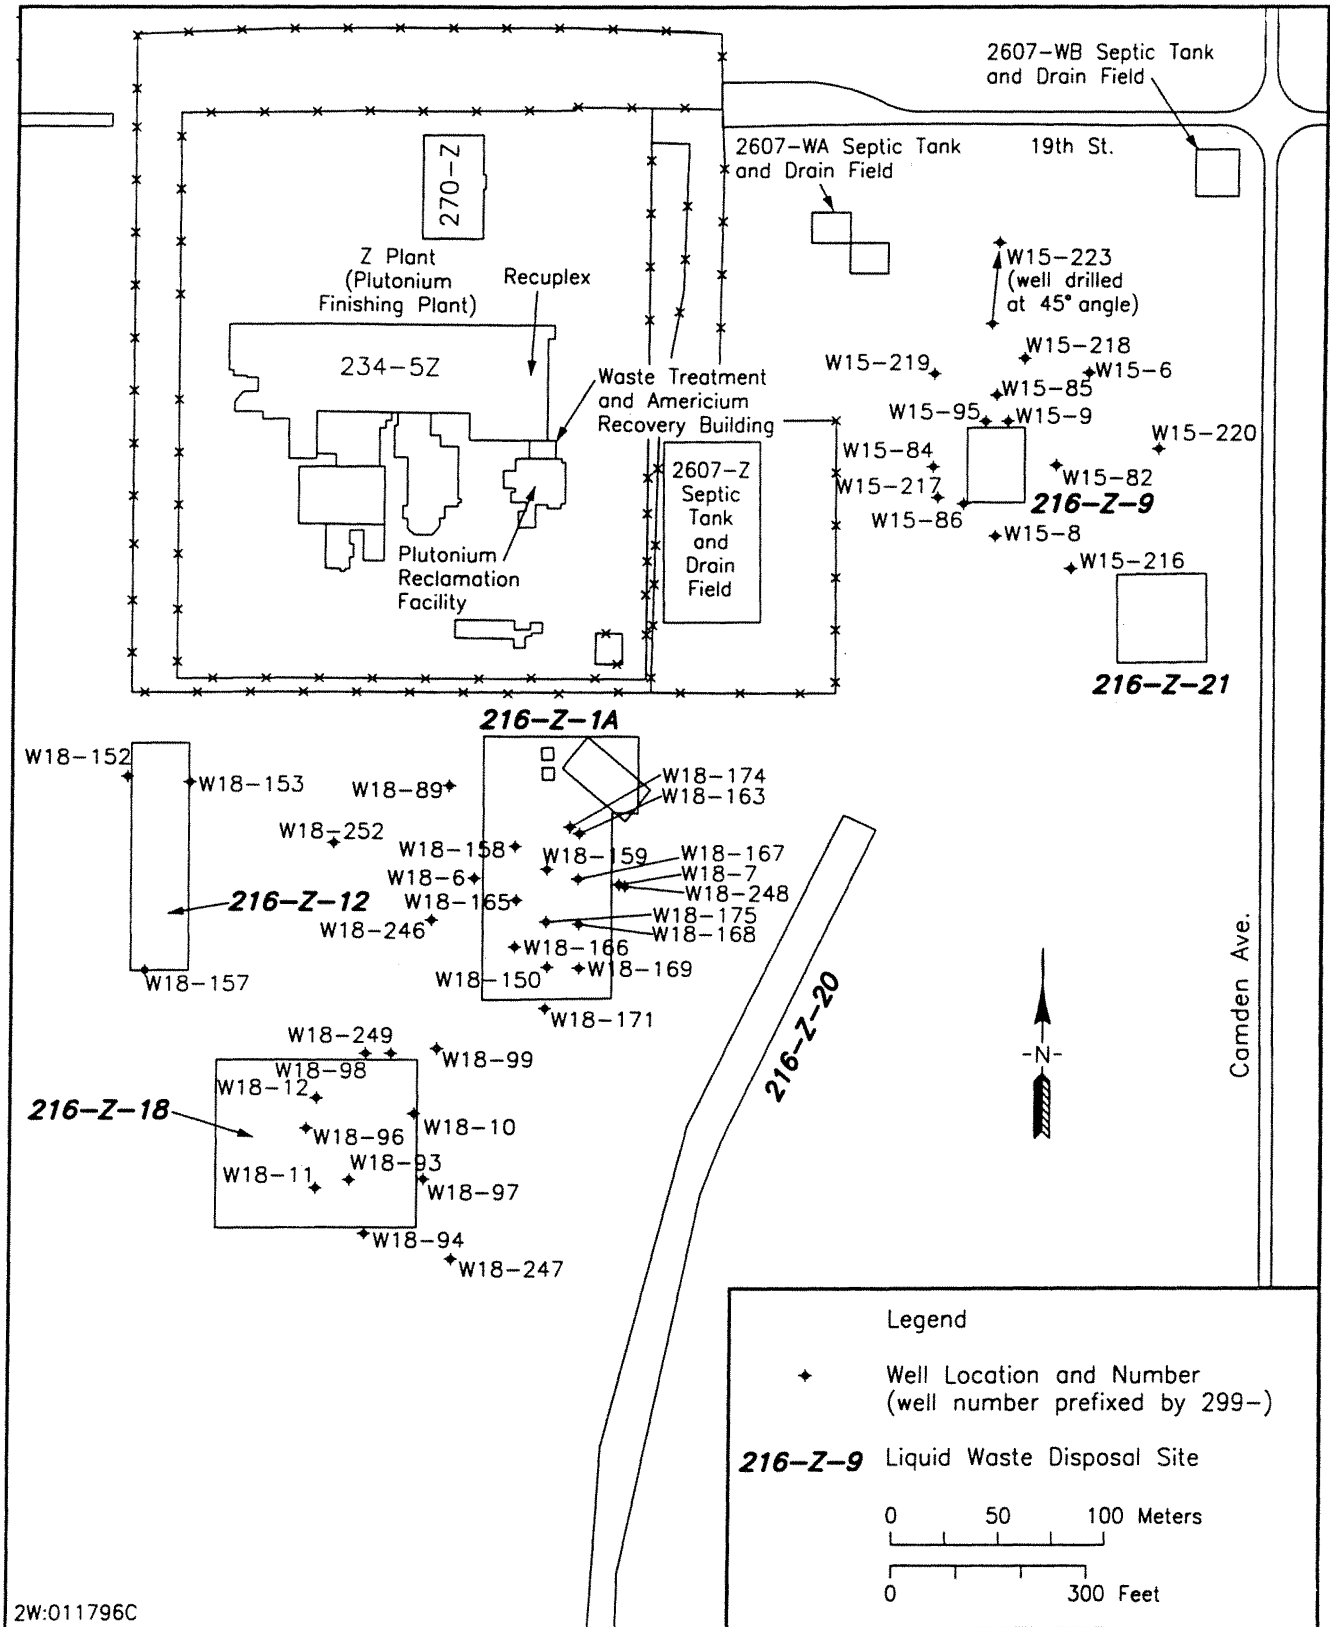 2607-WB Septic Tank
and Drain Field
2607-WA Septic Tank
and Drain Field
19th St.
270-Z
Z Plant
(Plutonium
Finishing Plant)
Recuplex
234-5Z
Waste Treatment
and Americium
Recovery Building
2607-Z
Septic
Tank
and
Drain
Field
Plutonium
Reclamation
Facility
W15-223
(well drilled
at 45° angle)
W15-218
W15-219
W15-6
W15-85
W15-95
W15-9
W15-220
W15-84
W15-82
W15-217
216-Z-9
W15-86
W15-8
W15-216
216-Z-21
216-Z-1A
W18-152
W18-153
W18-89
W18-174
W18-163
W18-252
W18-158
W18-159
W18-167
W18-6
W18-7
W18-248
216-Z-12
W18-165
W18-246
W18-175
W18-168
W18-166
W18-150
W18-169
W18-157
W18-171
216-Z-20
Camden Ave.
-N-
W18-249
W18-99
W18-98
W18-12
216-Z-18
W18-10
W18-96
W18-93
W18-11
W18-97
W18-94
W18-247
Legend
Well Location and Number
(well number prefixed by 299-)
216-Z-9 Liquid Waste Disposal Site
0 50 100 Meters
0 300 Feet
2W:011796C